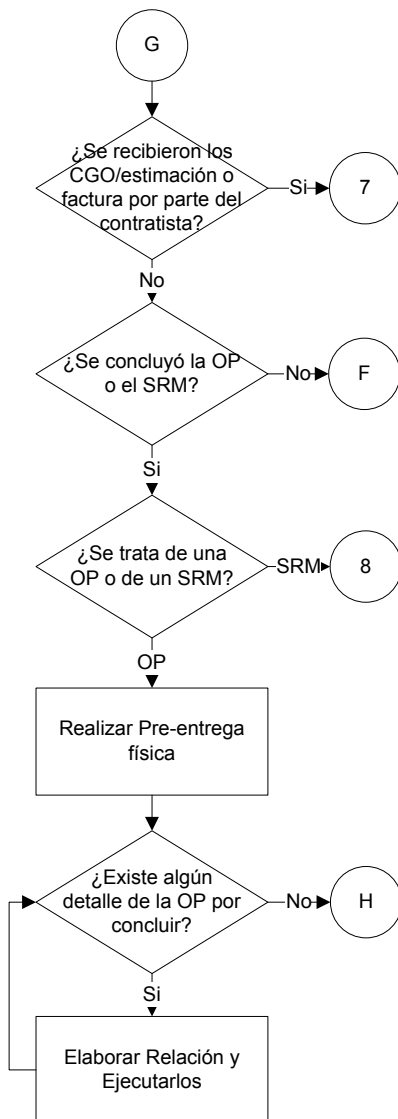 G
¿Se recibieron los
CGO/estimación o
factura por parte del
contratista?
Si
7
No
¿Se concluyó la OP
o el SRM?
No
F
Si
¿Se trata de una
OP o de un SRM?
SRM
8
OP
Realizar Pre-entrega
física
¿Existe algún
detalle de la OP por
concluir?
No
H
Si
Elaborar Relación y
Ejecutarlos